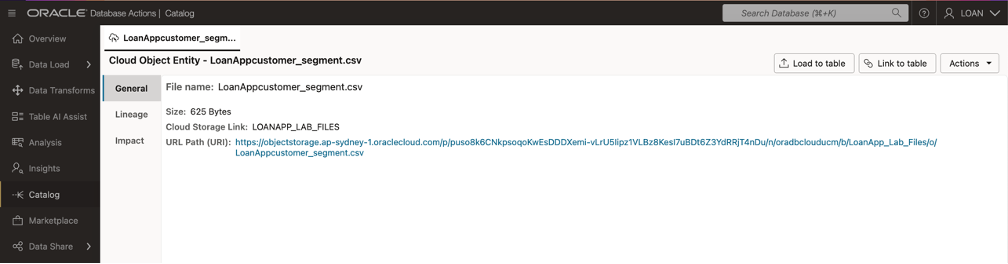 ORACLE Database Actions | Catalog
Search Database (⌘+K)
LOAN
Overview
Data Load
Data Transforms
Table AI Assist
Analysis
Insights
Catalog
Marketplace
Data Share
LoanAppcustomer_segm...
Cloud Object Entity - LoanAppcustomer_segment.csv
Load to table
Link to table
Actions
General
Lineage
Impact
File name: LoanAppcustomer_segment.csv
Size: 625 Bytes
Cloud Storage Link: LOANAPP_LAB_FILES
URL Path (URI): https://objectstorage.ap-sydney-1.oraclecloud.com/p/puso8k6CNkpsoqoKwEsDDDXemi-vLrU5lipz1VLBz8Kesl7uBDt6Z3YdRRjT4nDu/n/oradbclouducm/b/LoanApp_Lab_Files/o/
LoanAppcustomer_segment.csv